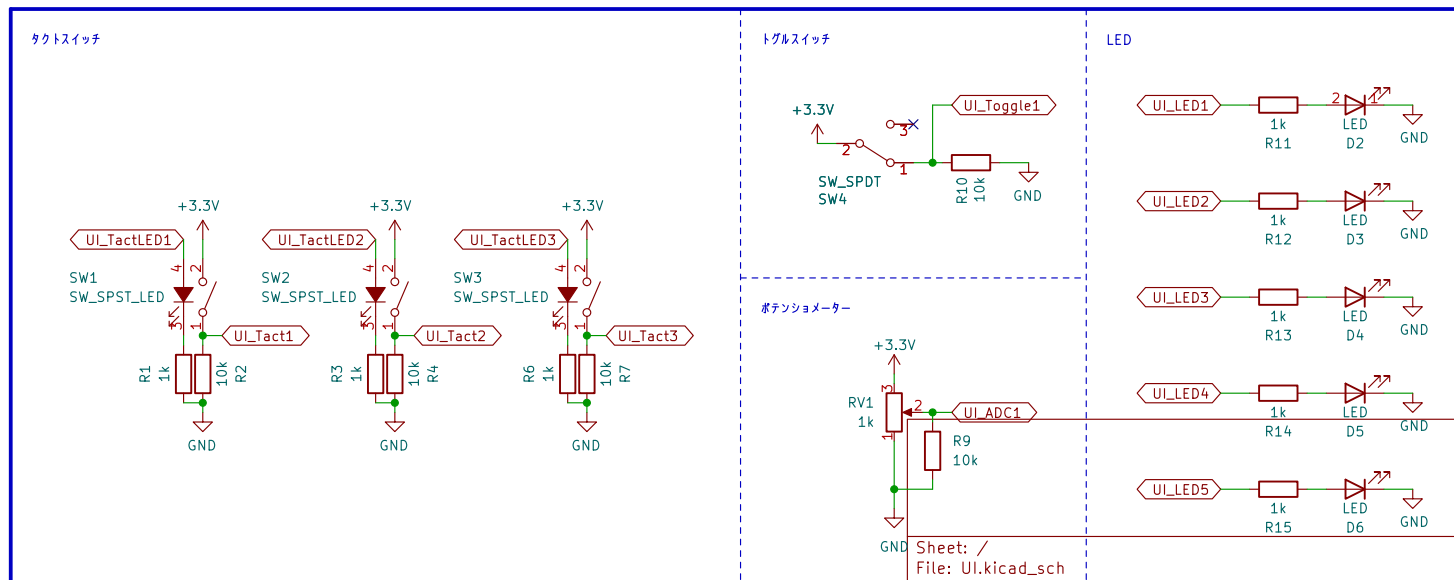 タクトスイッチ
UI_TactLED1
+3.3V
4
2
SW1
SW_SPST_LED
3
1
UI_Tact1
R1
1k
10k
R2
GND
UI_TactLED2
+3.3V
4
2
SW2
SW_SPST_LED
3
1
UI_Tact2
R3
1k
10k
R4
GND
UI_TactLED3
+3.3V
4
2
SW3
SW_SPST_LED
3
1
UI_Tact3
R6
1k
10k
R7
GND
トグルスイッチ
+3.3V
UI_Toggle1
3
2
1
SW_SPDT
SW4
R10
10k
GND
ポテンショメーター
+3.3V
3
RV1
1k
2
1
UI_ADC1
R9
10k
GND
LED
UI_LED1
1k
R11
2
1
LED
D2
GND
UI_LED2
1k
R12
LED
D3
GND
UI_LED3
1k
R13
LED
D4
GND
UI_LED4
1k
R14
LED
D5
GND
UI_LED5
1k
R15
LED
D6
GND
Sheet: /
File: UI.kicad_sch